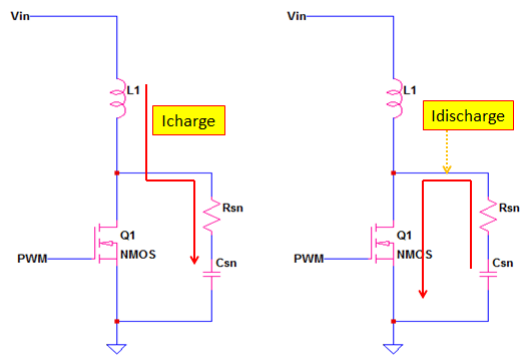 Vin
L1
Icharge
Rsn
Q1
NMOS
PWM
Csn
Vin
L1
Idischarge
Rsn
Q1
NMOS
PWM
Csn